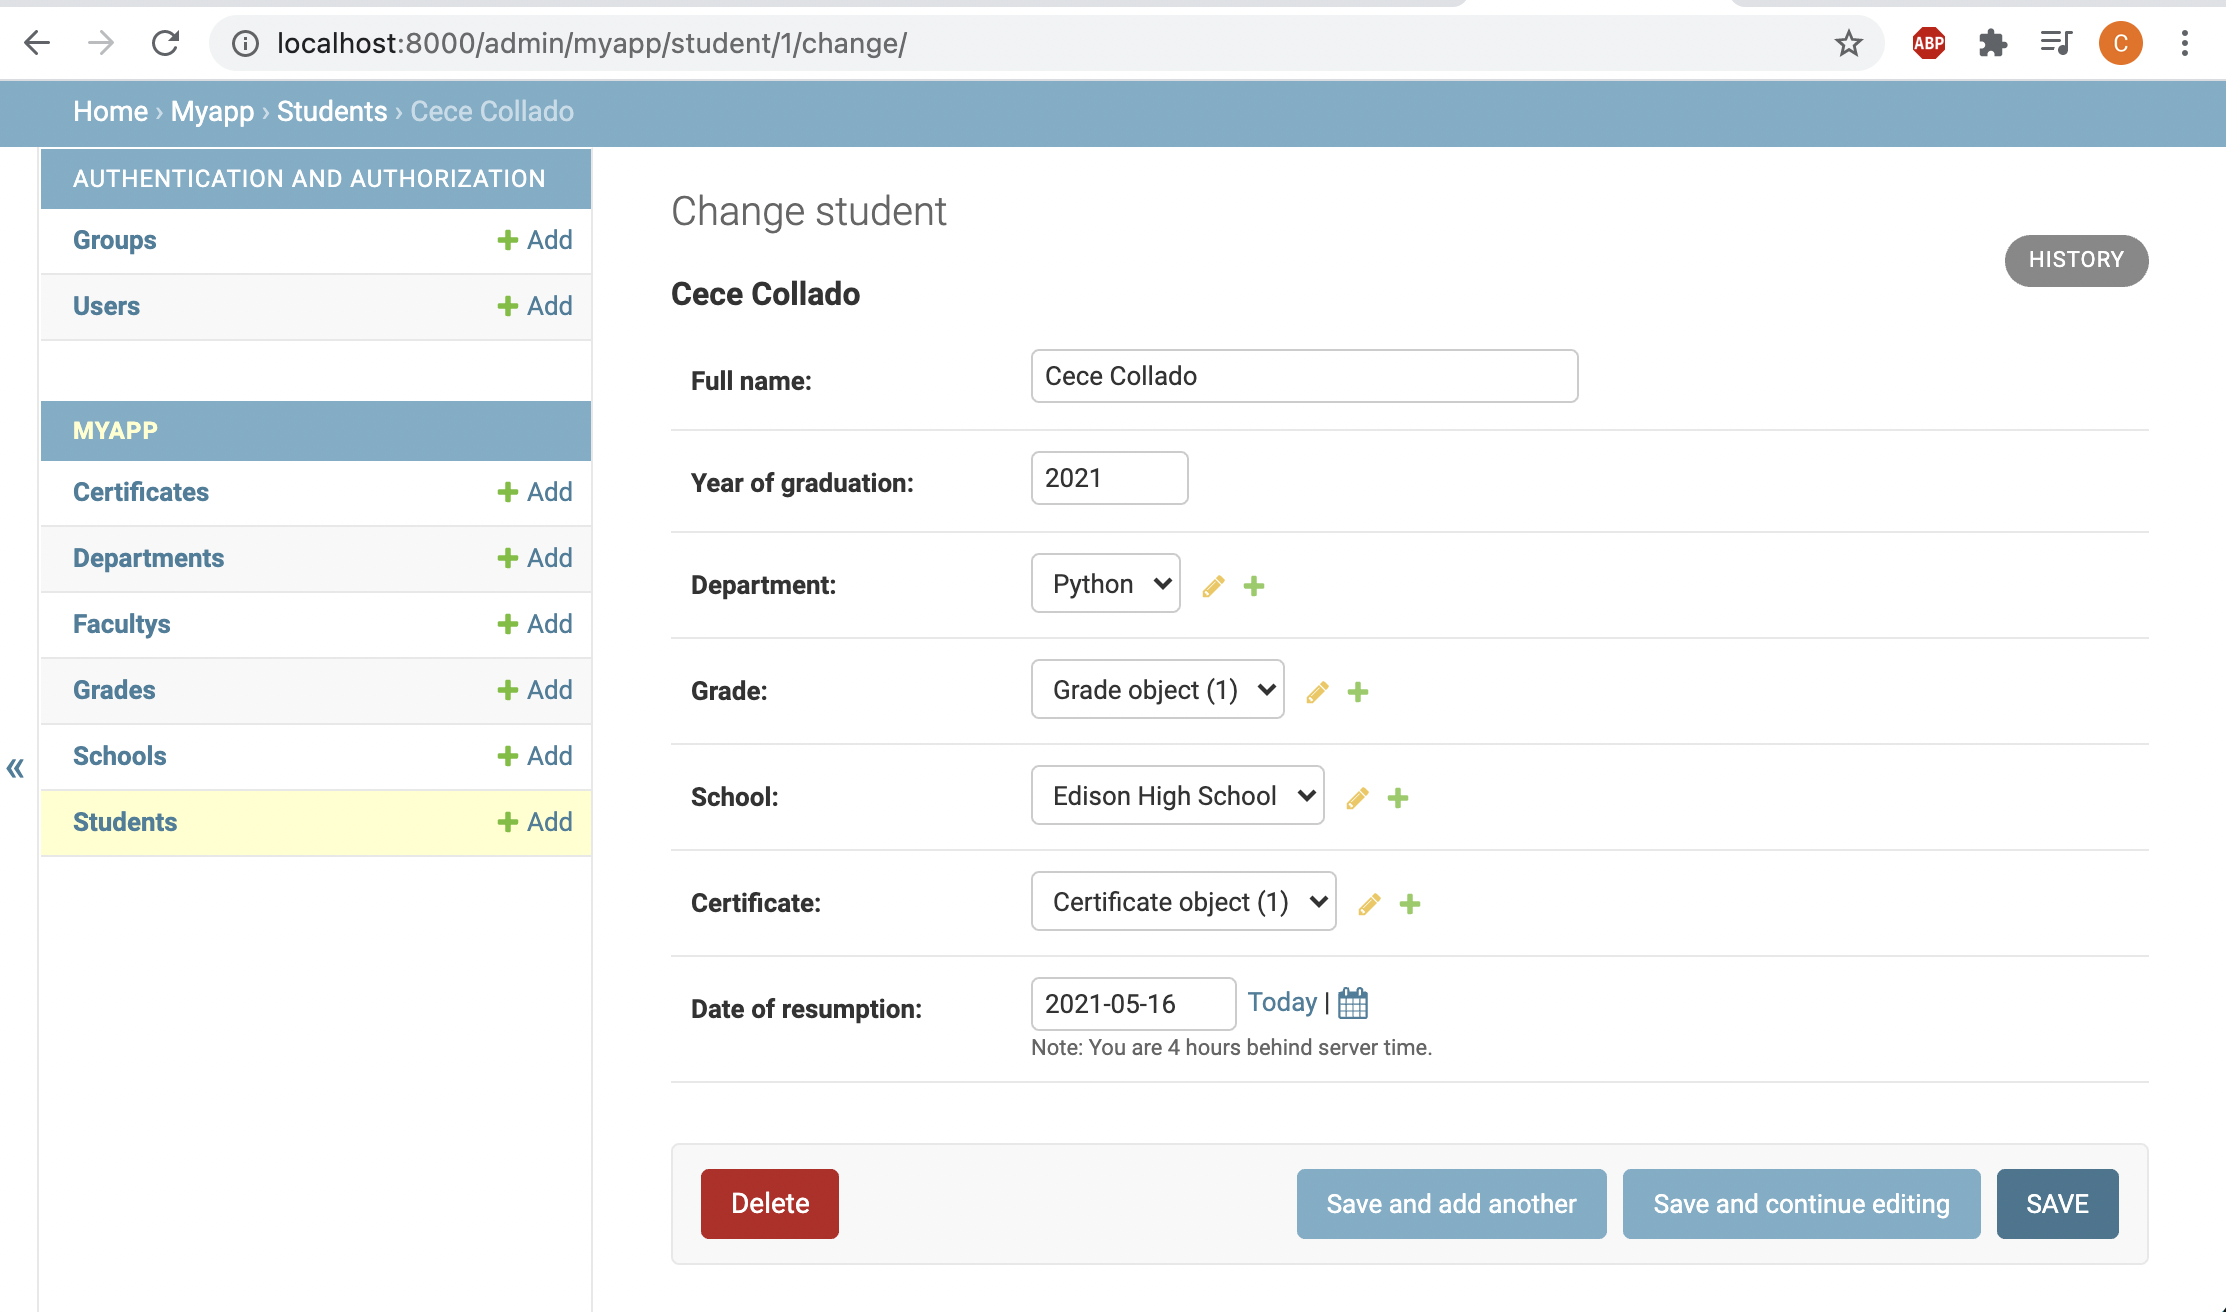 localhost:8000/admin/myapp/student/1/change/
ABP
C
Home › Myapp › Students › Cece Collado
AUTHENTICATION AND AUTHORIZATION
Groups Add
Users Add
MYAPP
Certificates Add
Departments Add
Facultys Add
Grades Add
Schools Add
Students Add
«
Change student
HISTORY
Cece Collado
Full name: Cece Collado
Year of graduation: 2021
Department: Python
Grade: Grade object (1)
School: Edison High School
Certificate: Certificate object (1)
Date of resumption: 2021-05-16 Today |
Note: You are 4 hours behind server time.
Delete Save and add another Save and continue editing SAVE